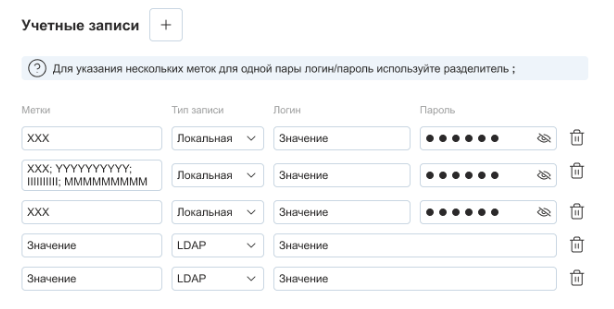 Учетные записи +
Для указания нескольких меток для одной пары логин/пароль используйте разделитель ;
Метки Тип записи Логин Пароль
XXX Локальная Значение ●●●●●●
XXX; YYYYYYYYYY;
IIIIIIIIII; MMMMMMMMM Локальная Значение ●●●●●●
XXX Локальная Значение ●●●●●●
Значение LDAP Значение
Значение LDAP Значение